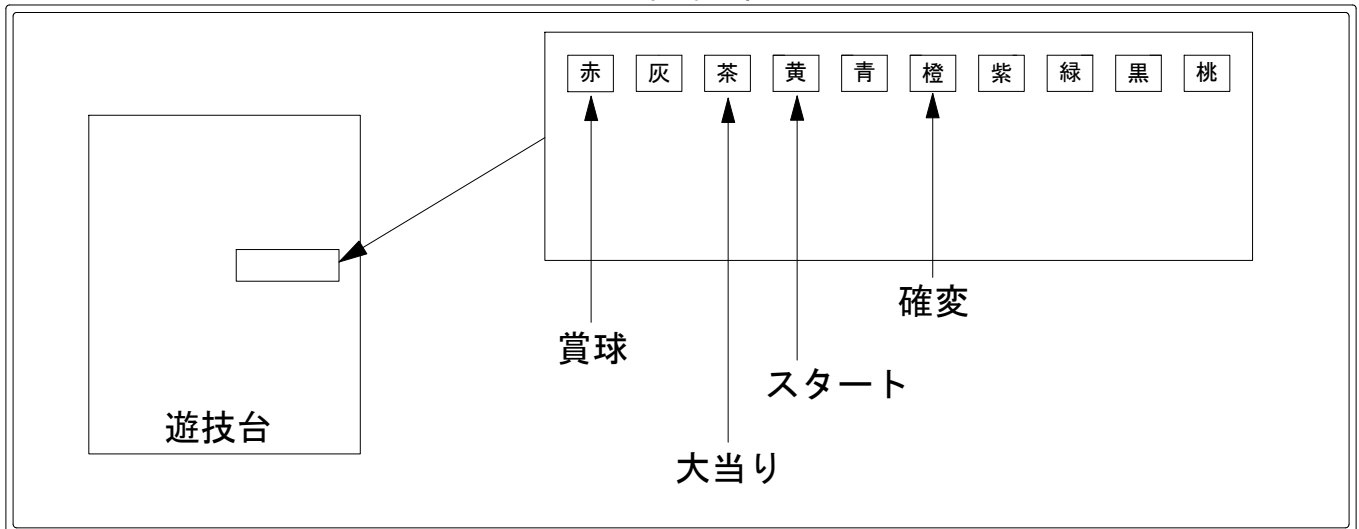 赤 灰 茶 黄 青 橙 紫 緑 黒 桃
確変
賞球
スタート
遊技台
大当り